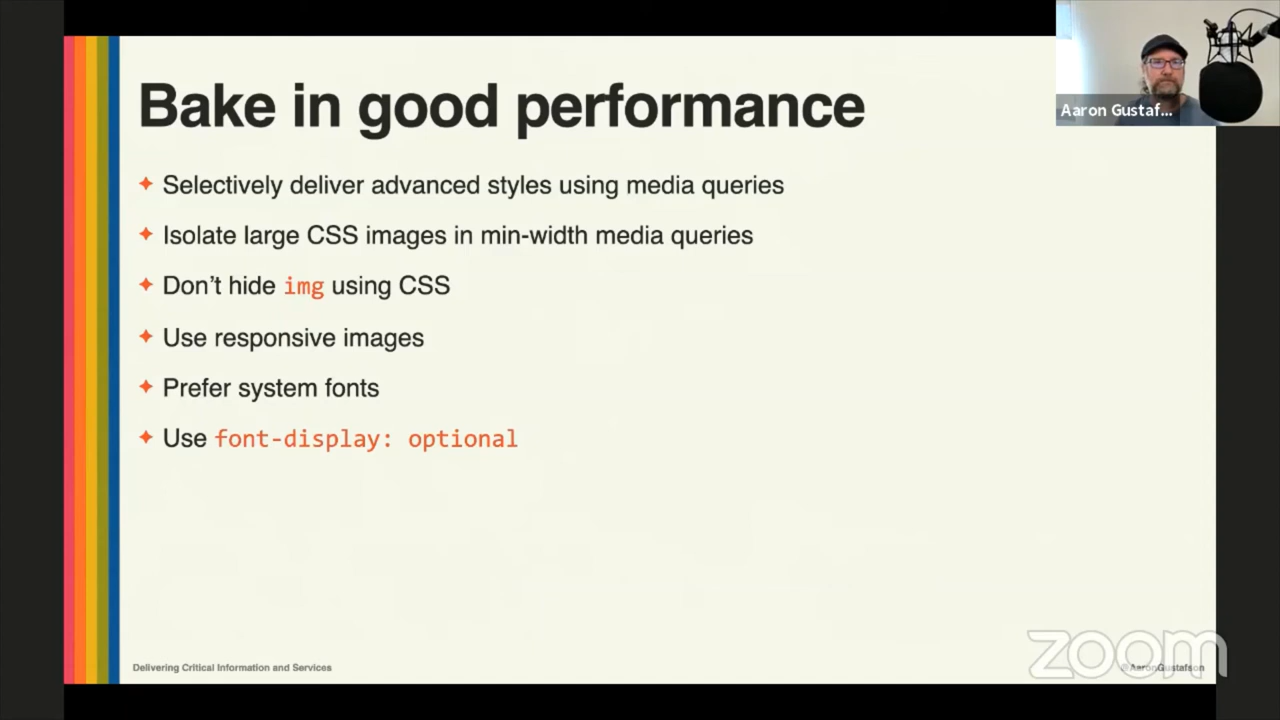 Bake in good performance
Aaron Gustaf...
✦ Selectively deliver advanced styles using media queries
✦ Isolate large CSS images in min-width media queries
✦ Don’t hide img using CSS
✦ Use responsive images
✦ Prefer system fonts
✦ Use font-display: optional
Delivering Critical Information and Services
@AaronGustafson
zoom